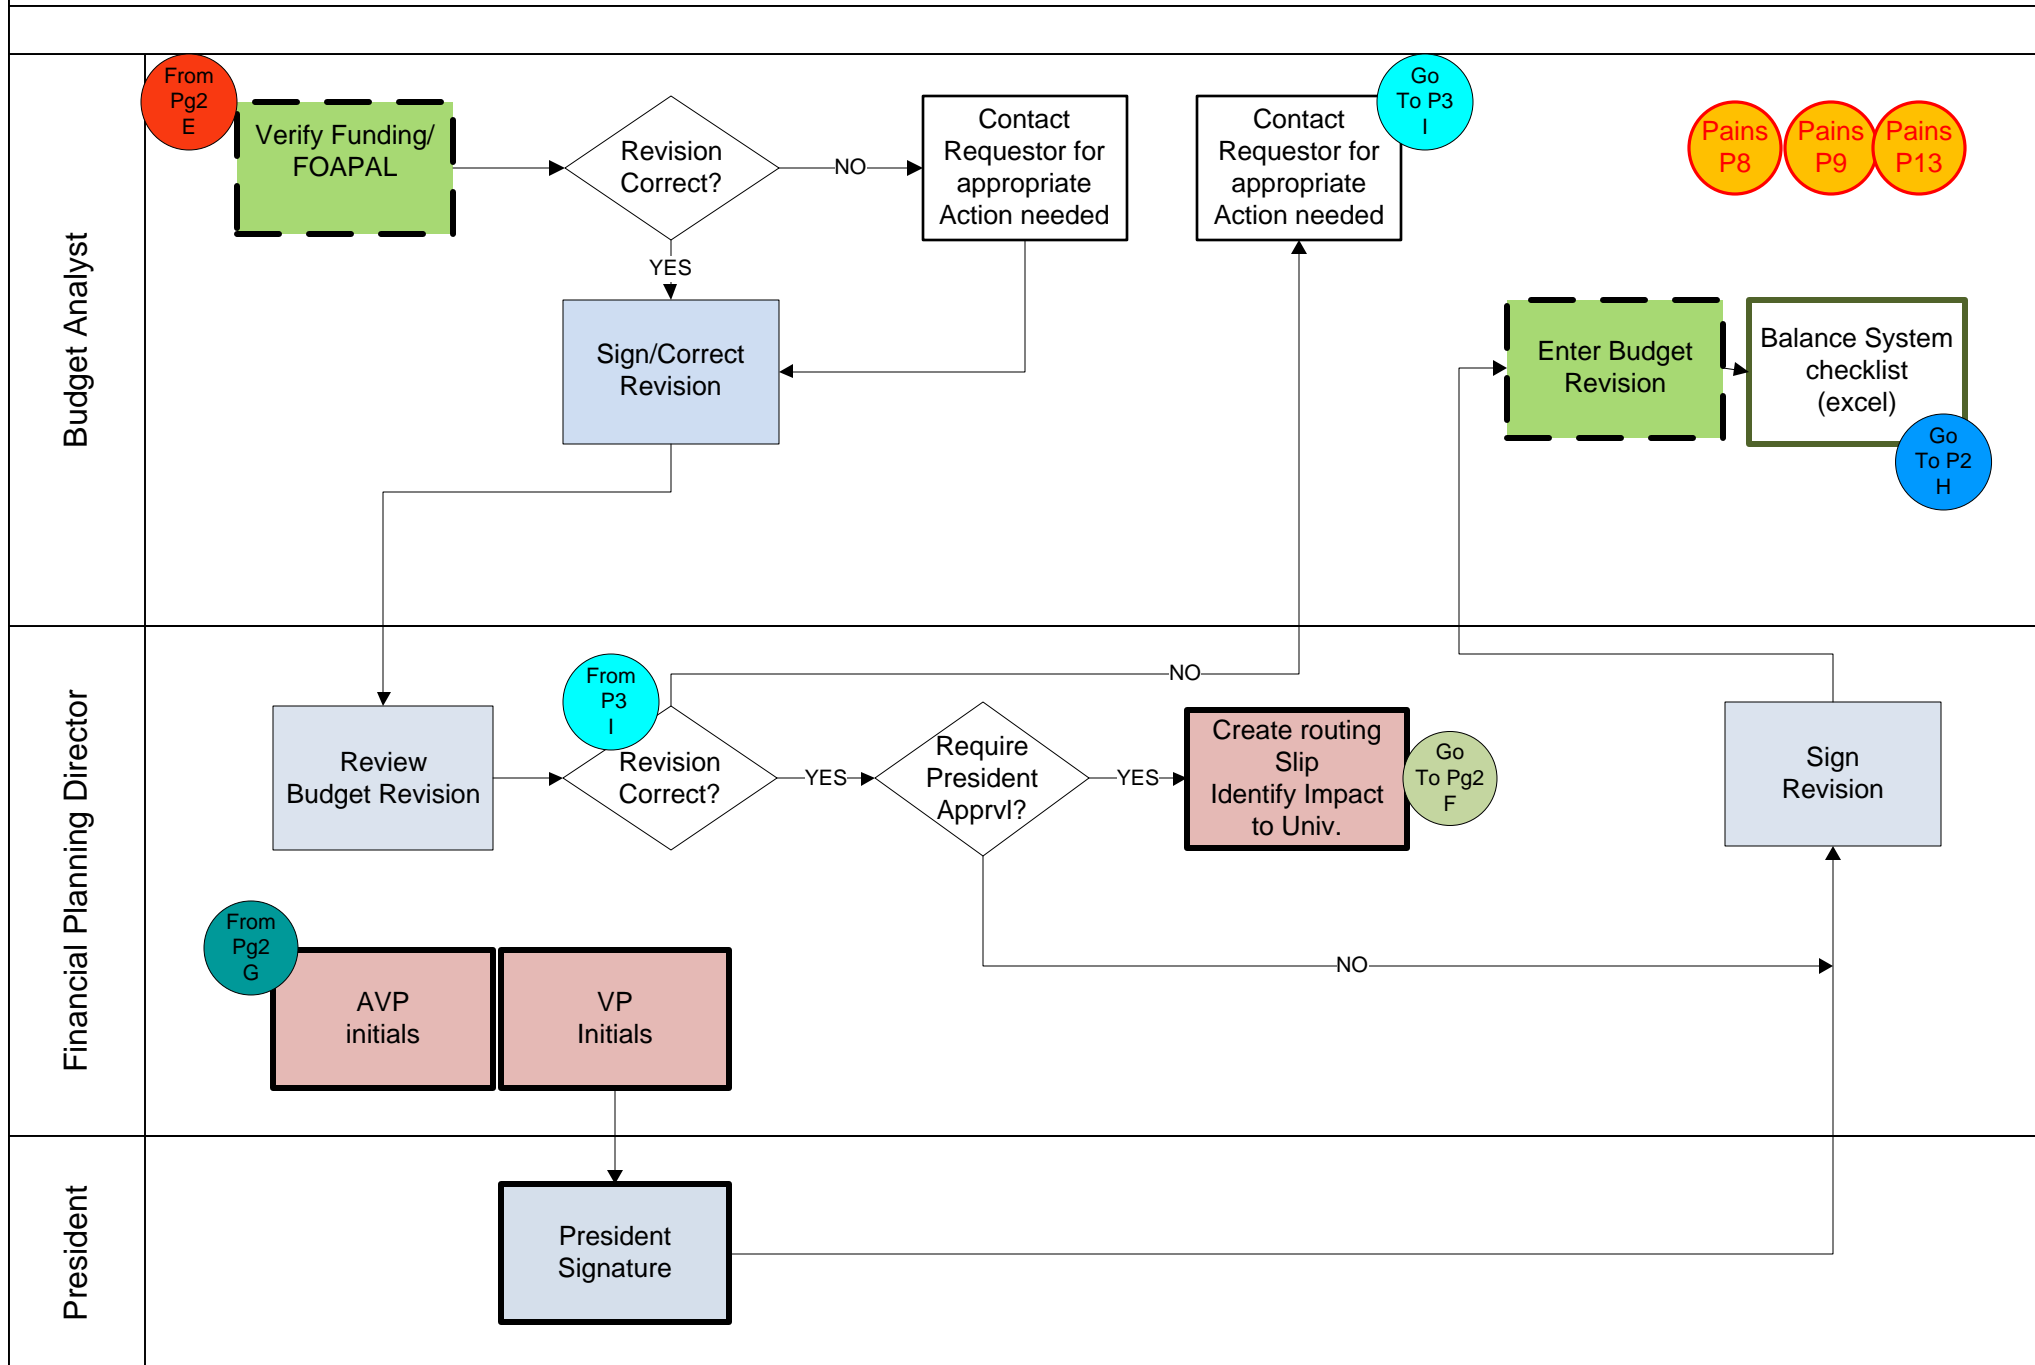 Budget Analyst
From
Pg2
E
Verify Funding/
FOAPAL
Revision
Correct?
NO
Contact
Requestor for
appropriate
Action needed
Contact
Requestor for
appropriate
Action needed
Go
To P3
I
Pains
P8
Pains
P9
Pains
P13
YES
Sign/Correct
Revision
Enter Budget
Revision
Balance System
checklist
(excel)
Go
To P2
H
Financial Planning Director
Review
Budget Revision
From
P3
I
Revision
Correct?
NO
YES
Require
President
Apprvl?
YES
Create routing
Slip
Identify Impact
to Univ.
Go
To Pg2
F
Sign
Revision
NO
From
Pg2
G
AVP
initials
VP
Initials
President
President
Signature